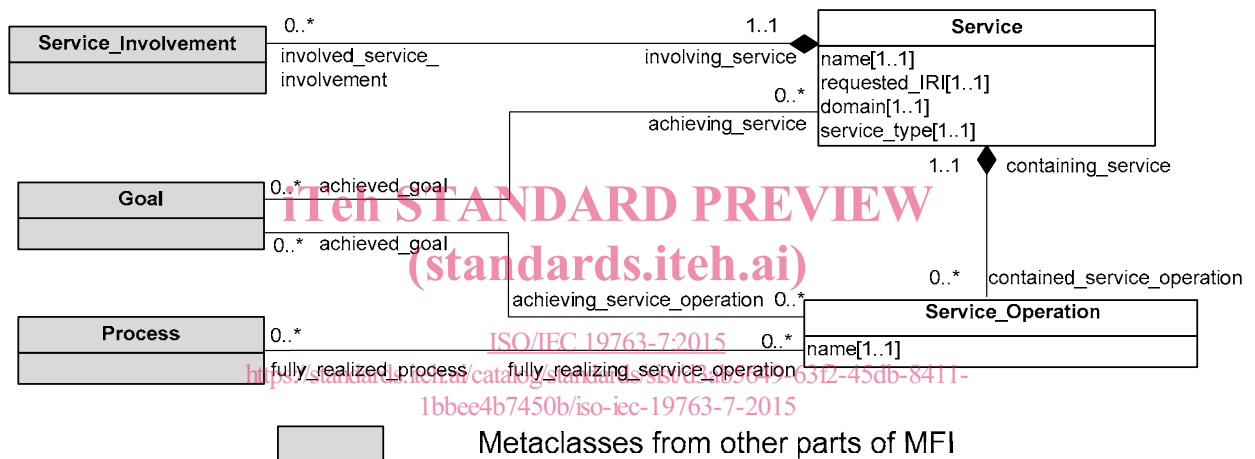 0..*
1..1
Service
Service_Involvement
involved_service_
involvement
involving_service
name[1..1]
requested_IRI[1..1]
domain[1..1]
service_type[1..1]
0..*
achieving_service
1..1
containing_service
Goal
0..*
achieved_goal
iTeh STANDARD PREVIEW
0..*
achieved_goal
(standards.iteh.ai)
0..*
contained_service_operation
achieving_service_operation
0..*
Service_Operation
Process
0..*
ISO/IEC 19763-7:2015
0..*
name[1..1]
fully_realized_process
fully_realizing_service_operation
1bbee4b7450b/iso-iec-19763-7-2015
Metaclasses from other parts of MFI